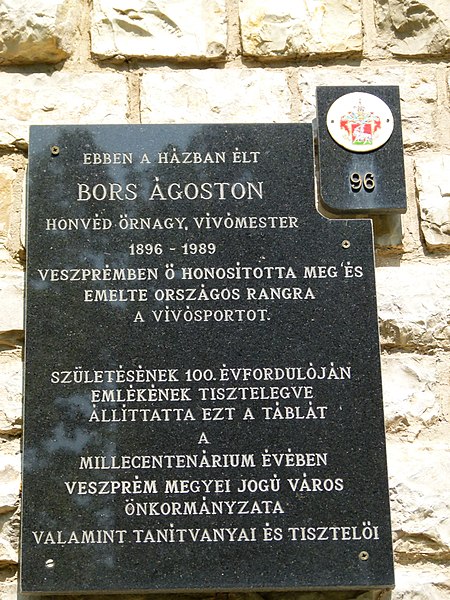 EBBEN A HÁZBAN ÉLT
BORS ÁGOSTON
HONVÉD ŐRNAGY, VÍVÓMESTER
1896 - 1989
VESZPRÉMBEN Ő HONOSÍTOTTA MEG ÉS
EMELTE ORSZÁGOS RANGRA
A VÍVÓSPORTOT.
SZÜLETÉSÉNEK 100. ÉVFORDULÓJÁN
EMLÉKÉNEK TISZTELEGVE
ÁLLÍTTATTA EZT A TÁBLÁT
A
MILLECENTENÁRIUM ÉVÉBEN
VESZPRÉM MEGYEI JOGÚ VÁROS
ÖNKORMÁNYZATA
VALAMINT TANÍTVANYAI ÉS TISZTELŐI
96